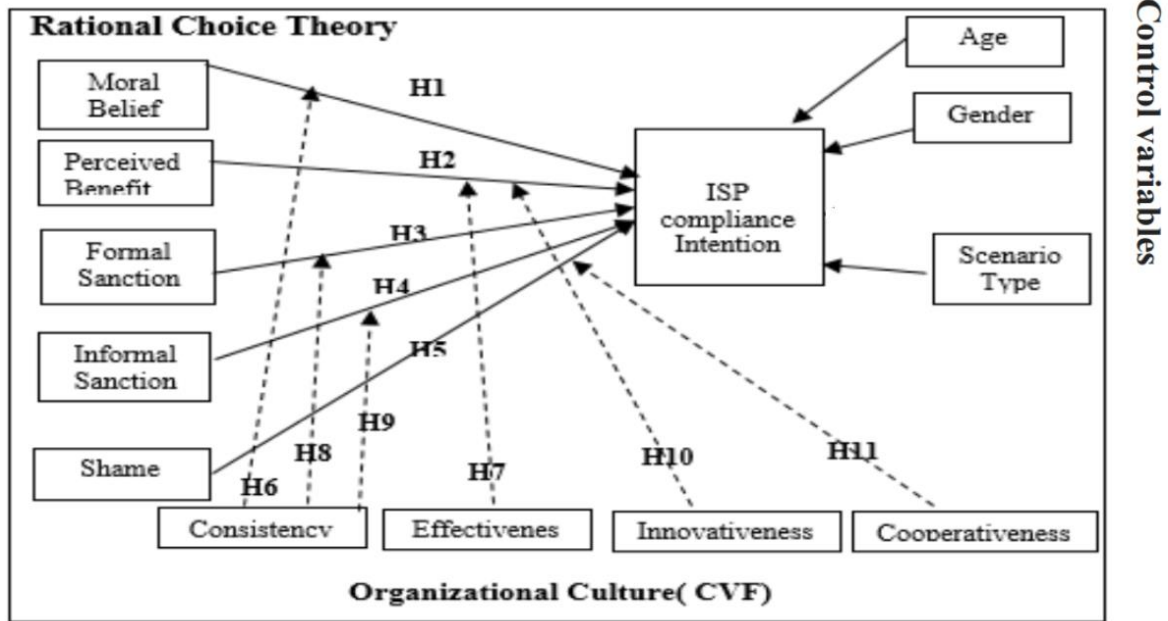 Rational Choice Theory
Moral
Belief
Perceived
Benefit
Formal
Sanction
Informal
Sanction
Shame
H1
H2
H3
H4
H5
H9
H8
H6
H7
H10
H11
ISP
compliance
Intention
Age
Gender
Scenario
Type
Control variables
Consistency
Effectivenes
Innovativeness
Cooperativeness
Organizational Culture( CVF)